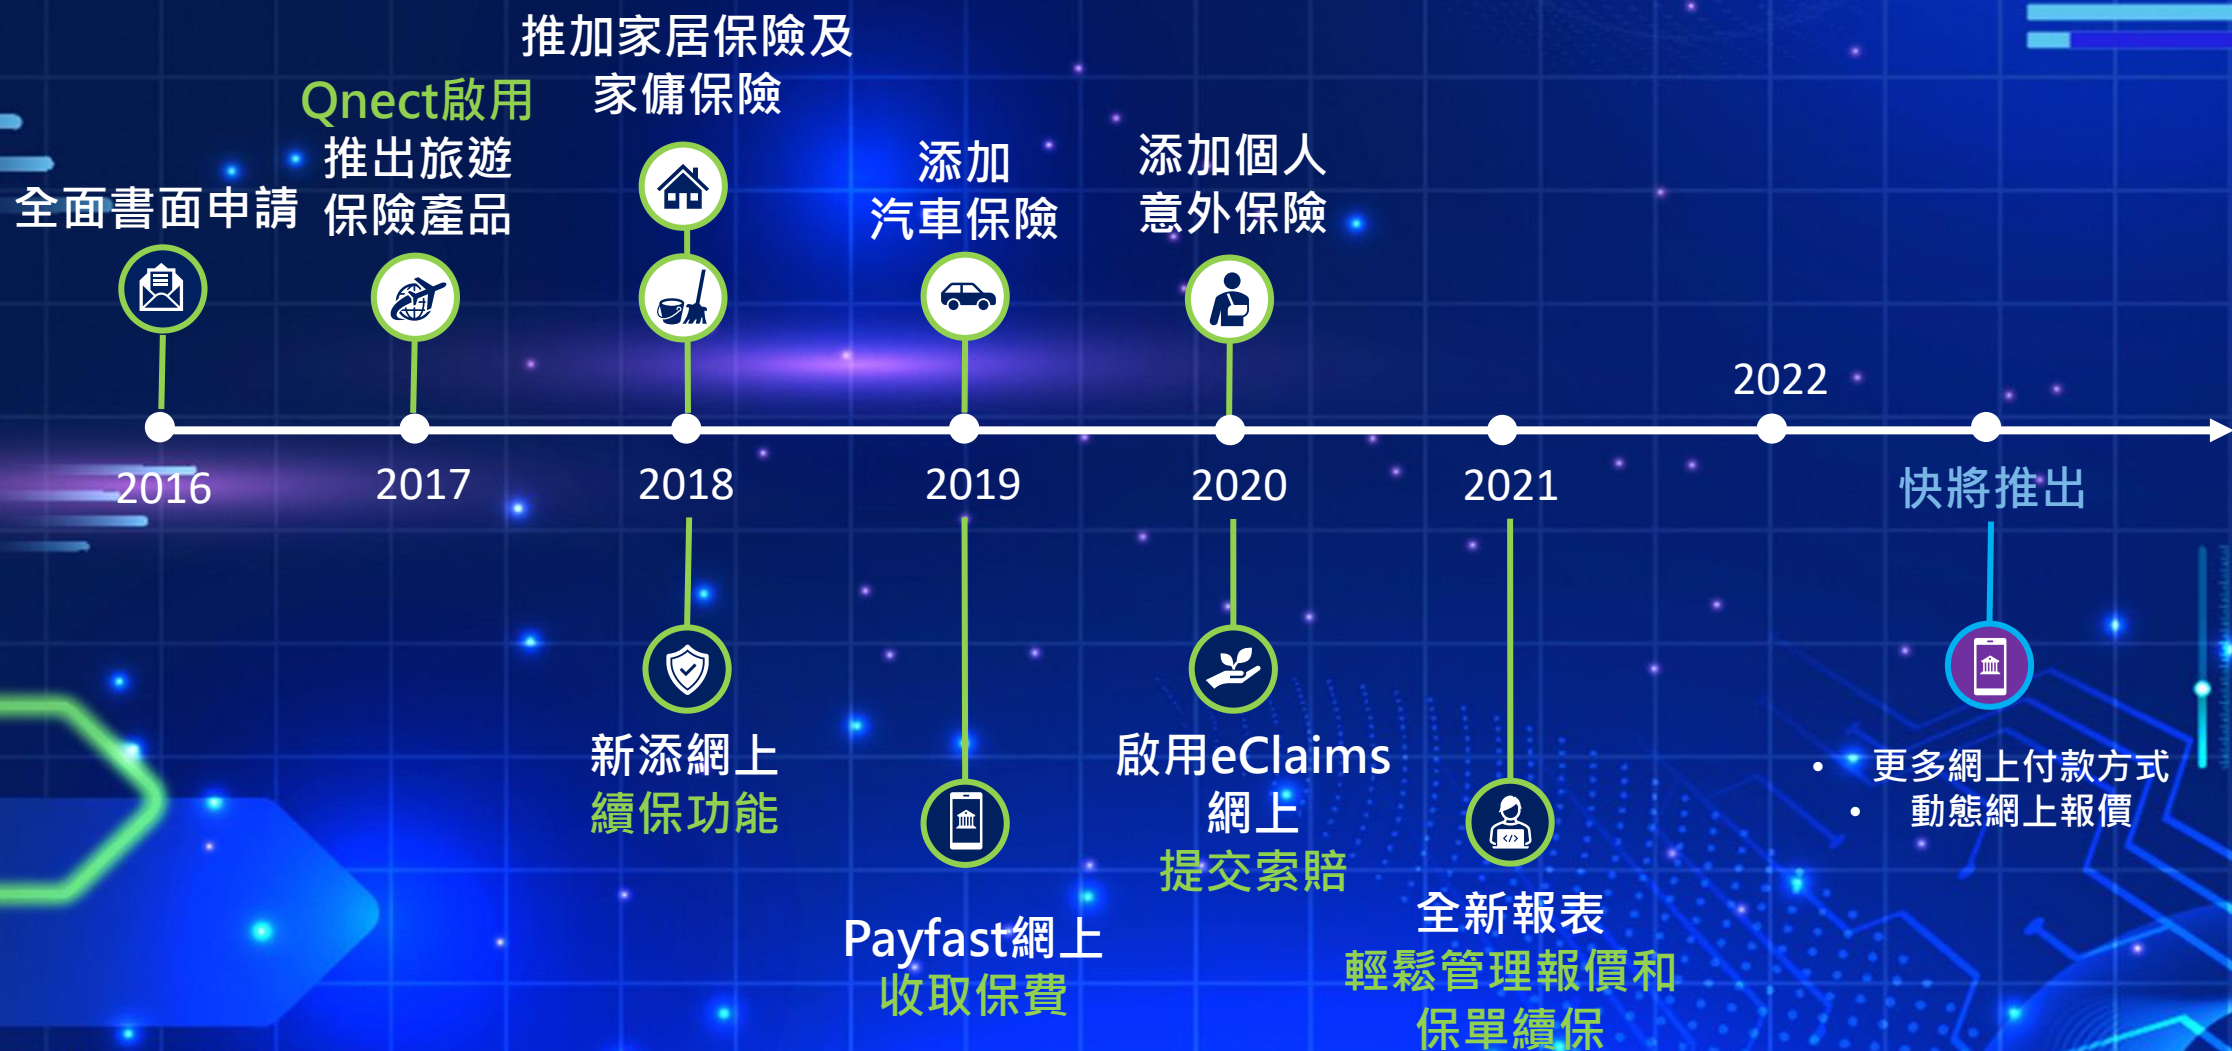 全面書面申請
Qnect啟用
推出旅遊
保險產品
推加家居保險及
家傭保險
添加
汽車保險
添加個人
意外保險
2016
2017
2018
2019
2020
2021
2022
快將推出
新添網上
續保功能
Payfast網上
收取保費
啟用eClaims
網上
提交索賠
全新報表
輕鬆管理報價和
保單續保
• 更多網上付款方式
• 動態網上報價